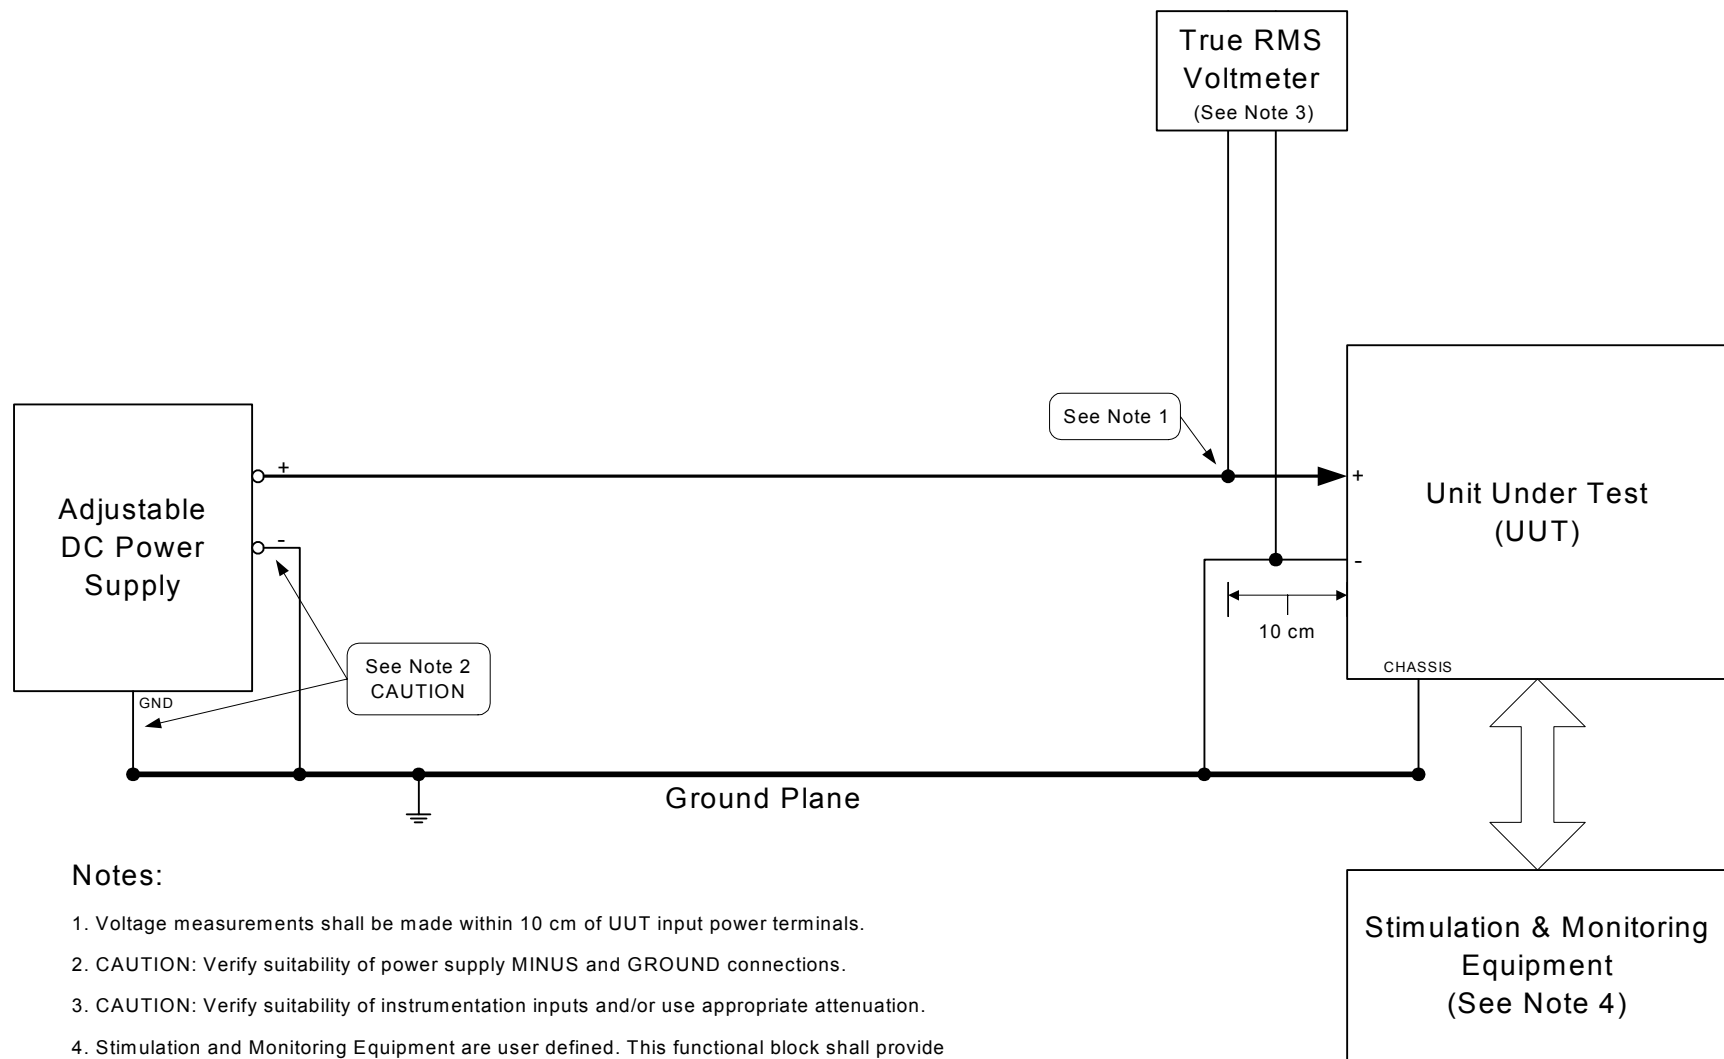 True RMS
Voltmeter
(See Note 3)
See Note 1
+
+
Adjustable
DC Power
Supply
-
Unit Under Test
(UUT)
-
10 cm
See Note 2
CAUTION
CHASSIS
GND
Ground Plane
Notes:
1. Voltage measurements shall be made within 10 cm of UUT input power terminals.
2. CAUTION: Verify suitability of power supply MINUS and GROUND connections.
3. CAUTION: Verify suitability of instrumentation inputs and/or use appropriate attenuation.
4. Stimulation and Monitoring Equipment are user defined. This functional block shall provide
Stimulation & Monitoring
Equipment
(See Note 4)